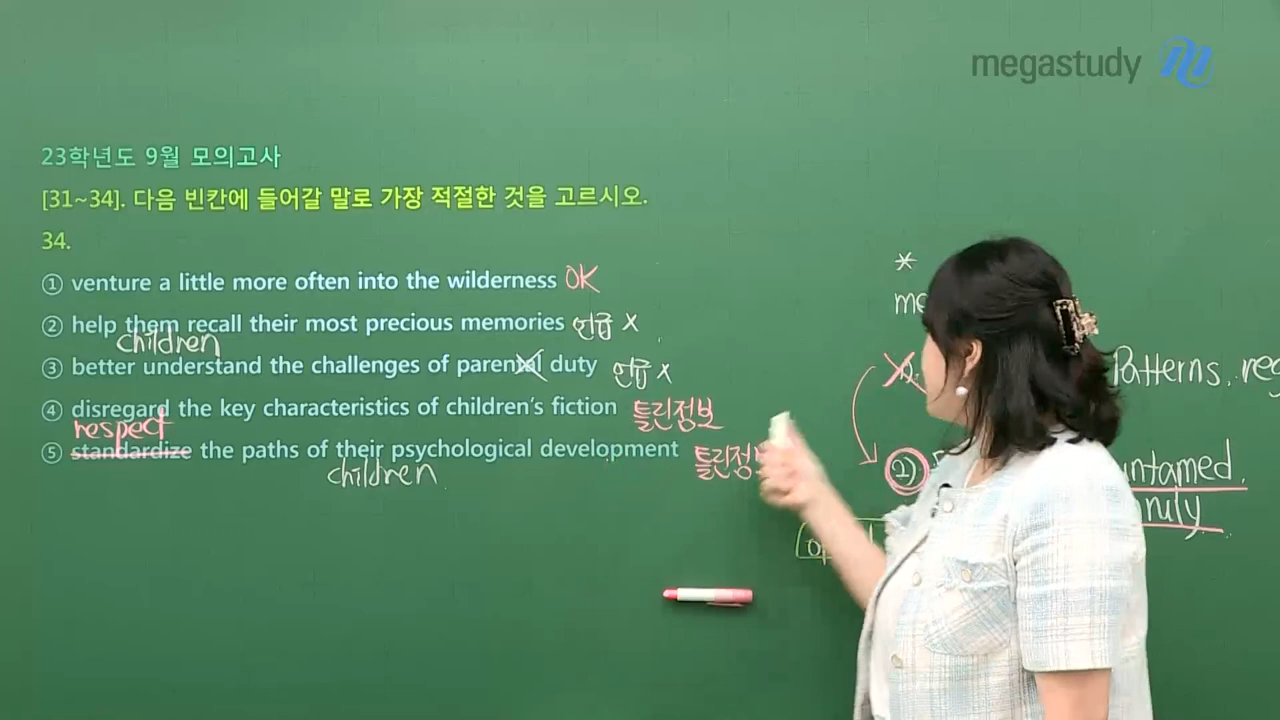 megastudy
23학년도 9월 모의고사
[31~34]. 다음 빈칸에 들어갈 말로 가장 적절한 것을 고르시오.
34.
① venture a little more often into the wilderness OK
② help them recall their most precious memories 언급 X
children
③ better understand the challenges of parental duty 언급 X
④ disregard the key characteristics of children's fiction 틀린정보
respect
⑤ standardize the paths of their psychological development 틀린정
children
*
me
Patterns, reg
2)
untamed.